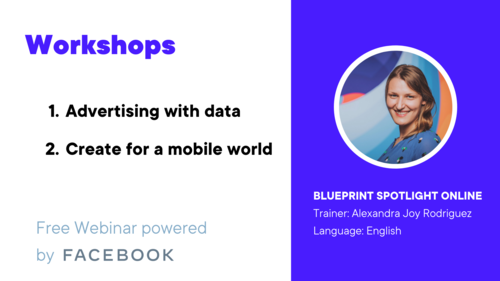 Workshops
1. Advertising with data
2. Create for a mobile world
Free Webinar powered
by FACEBOOK
BLUEPRINT SPOTLIGHT ONLINE
Trainer: Alexandra Joy Rodriguez
Language: English